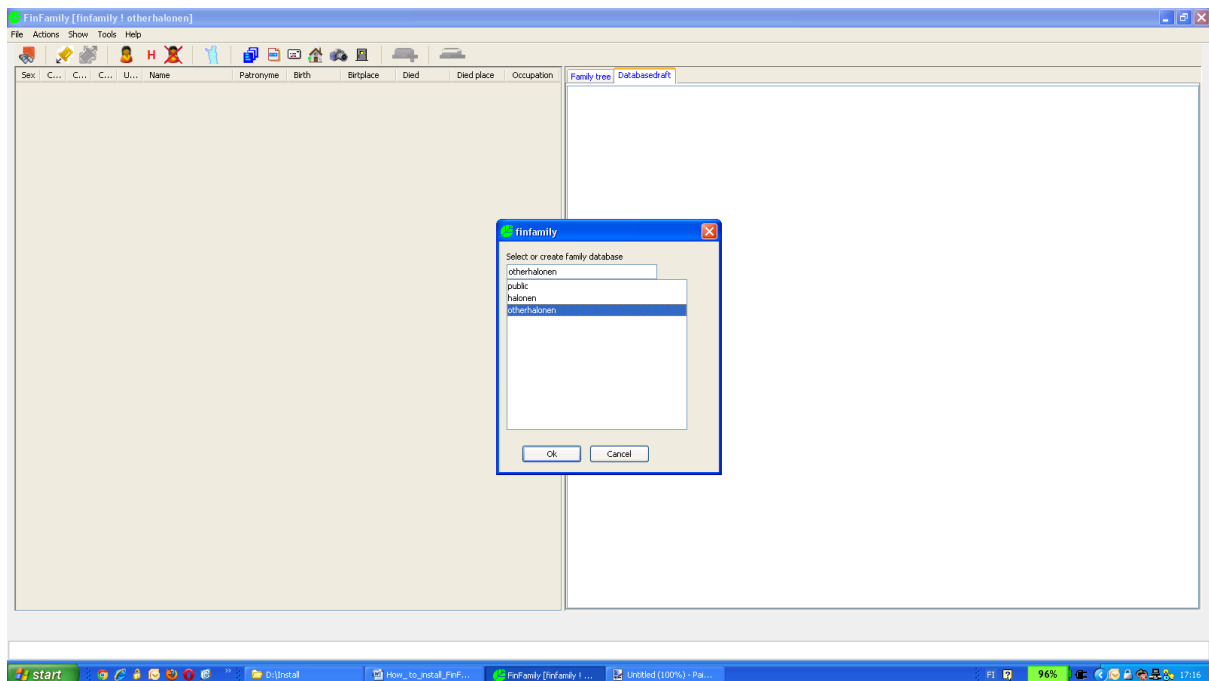 FinFamily [finfamily ! otherhalonen]
File Actions Show Tools Help
H
Sex C... C... C... U... Name Patronyme Birth Birtplace Died Died place Occupation
Family tree Databasedraft
finfamily
Select or create family database
otherhalonen
public
halonen
otherhalonen
Ok Cancel
start D:\Install How_to_install_FinF... FinFamily [finfamily ! ... Untitled (100%) - Pai... FI 96% 17:16